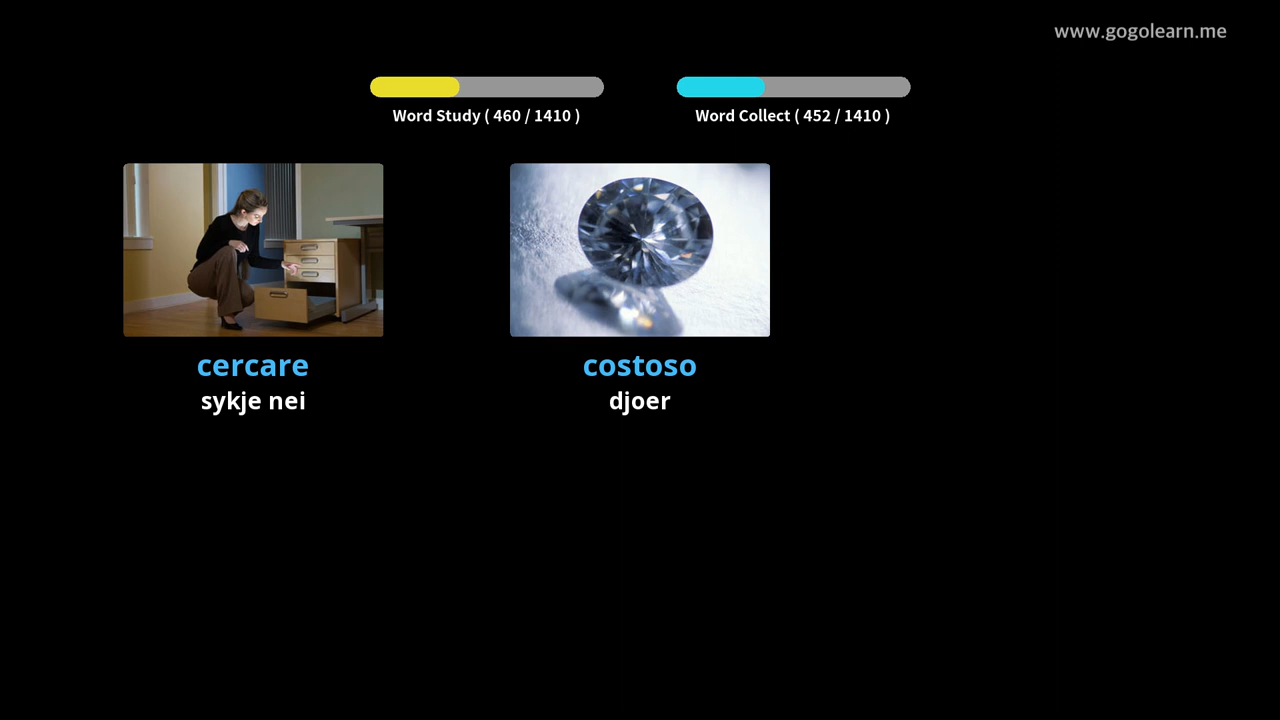 www.gogolearn.me
Word Study ( 460 / 1410 )
Word Collect ( 452 / 1410 )
cercare
sykje nei
costoso
djoer